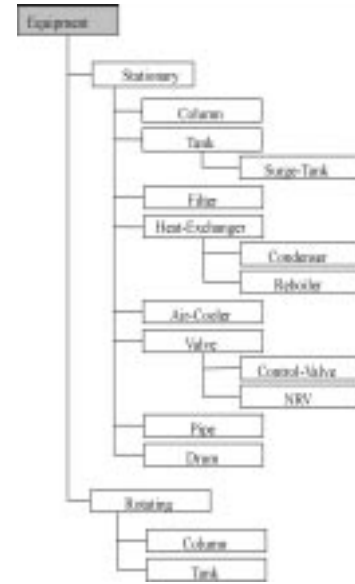 Equipment
Stationary
Column
Tank
Surge-Tank
Filter
Heat-Exchanger
Condenser
Reboiler
Air-Cooler
Valve
Control-Valve
NRV
Pipe
Drum
Rotating
Column
Tank